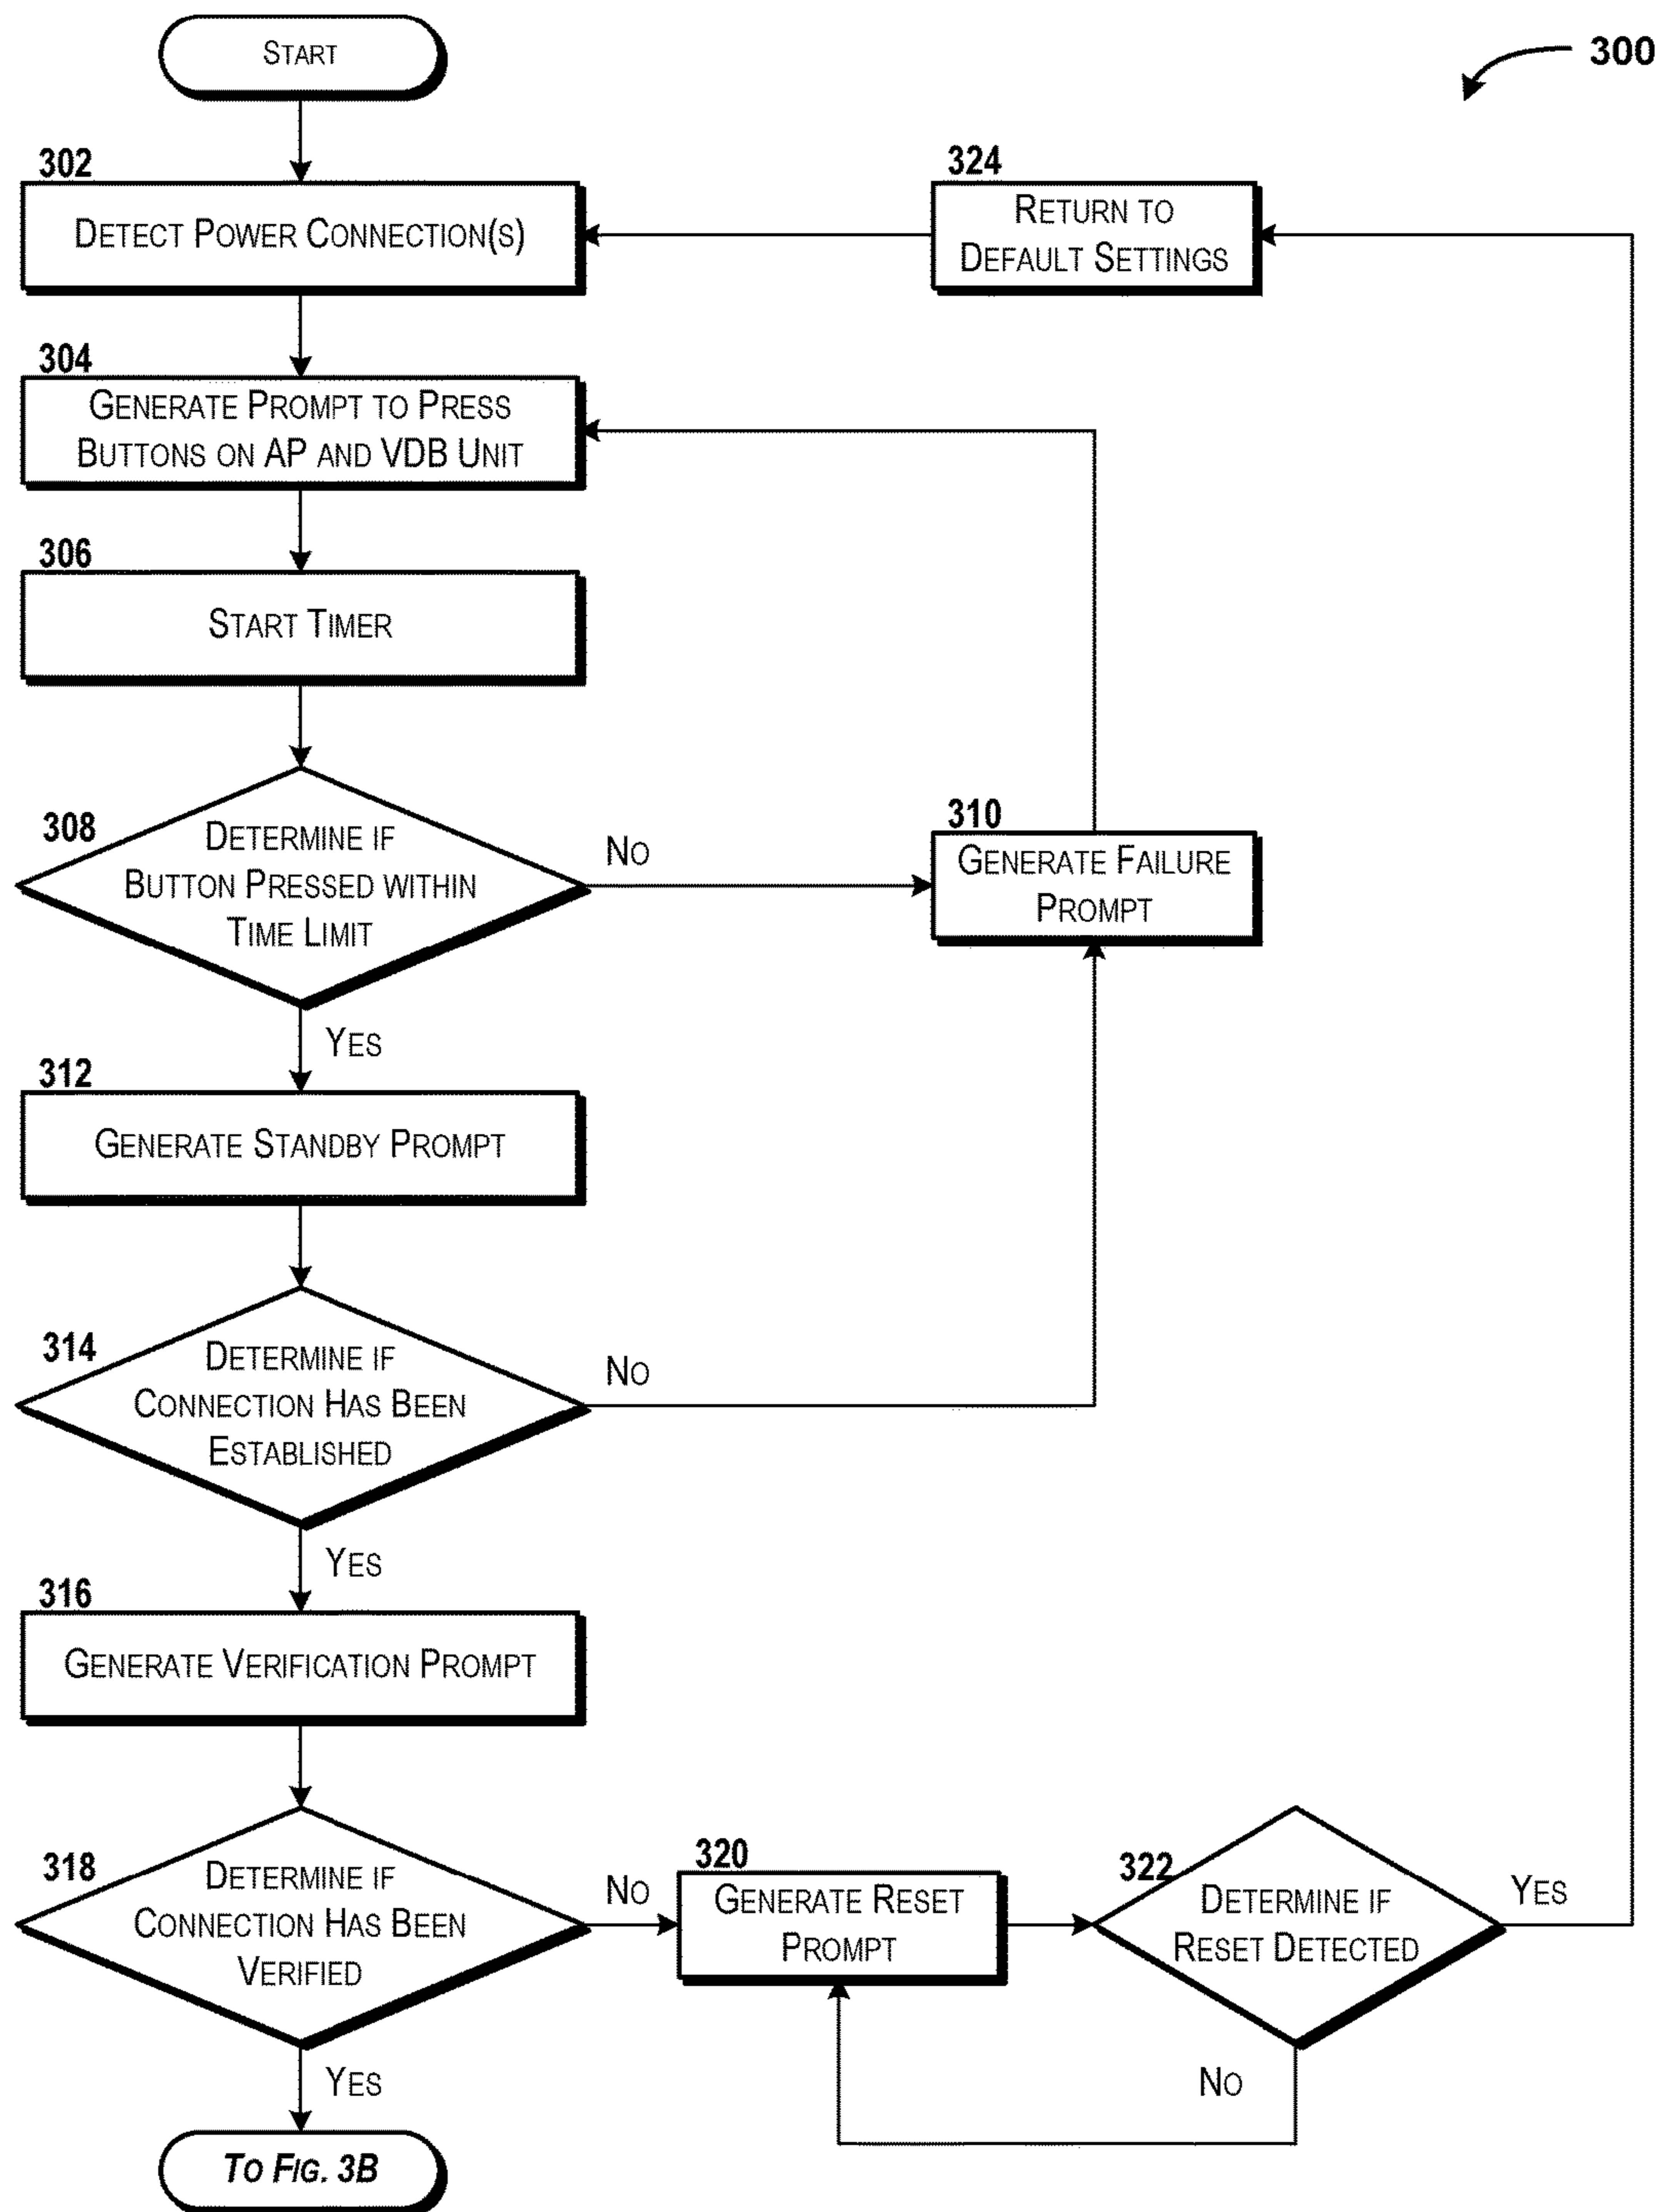 START
300
302
DETECT POWER CONNECTION(S)
324
RETURN TO
DEFAULT SETTINGS
304
GENERATE PROMPT TO PRESS
BUTTONS ON AP AND VDB UNIT
306
START TIMER
308
DETERMINE IF
BUTTON PRESSED WITHIN
TIME LIMIT
NO
310
GENERATE FAILURE
PROMPT
YES
312
GENERATE STANDBY PROMPT
314
DETERMINE IF
CONNECTION HAS BEEN
ESTABLISHED
NO
YES
316
GENERATE VERIFICATION PROMPT
318
DETERMINE IF
CONNECTION HAS BEEN
VERIFIED
NO
320
GENERATE RESET
PROMPT
322
DETERMINE IF
RESET DETECTED
YES
NO
YES
TO FIG. 3B